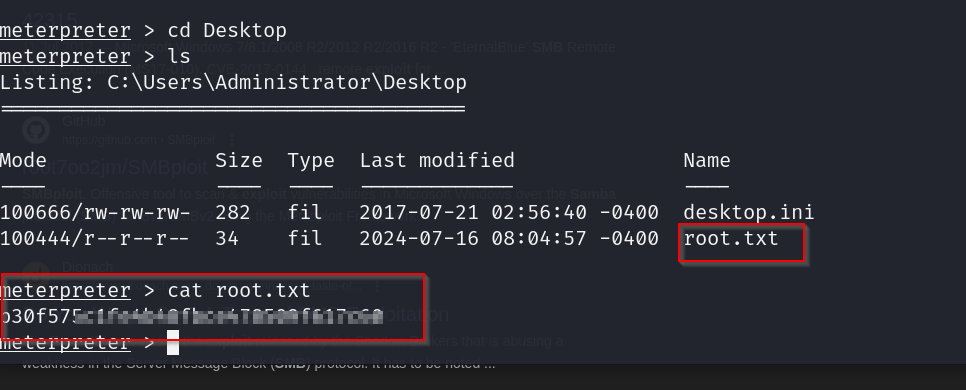 meterpreter > cd Desktop
meterpreter > ls
Listing: C:\Users\Administrator\Desktop
Mode Size Type Last modified Name
100666/rw-rw-rw- 282 fil 2017-07-21 02:56:40 -0400 desktop.ini
100444/r--r--r-- 34 fil 2024-07-16 08:04:57 -0400 root.txt
GitHub
Dionach
meterpreter > cat root.txt
meterpreter >
weakness in the Server Message Block (SMB) protocol. It has to be noted ...